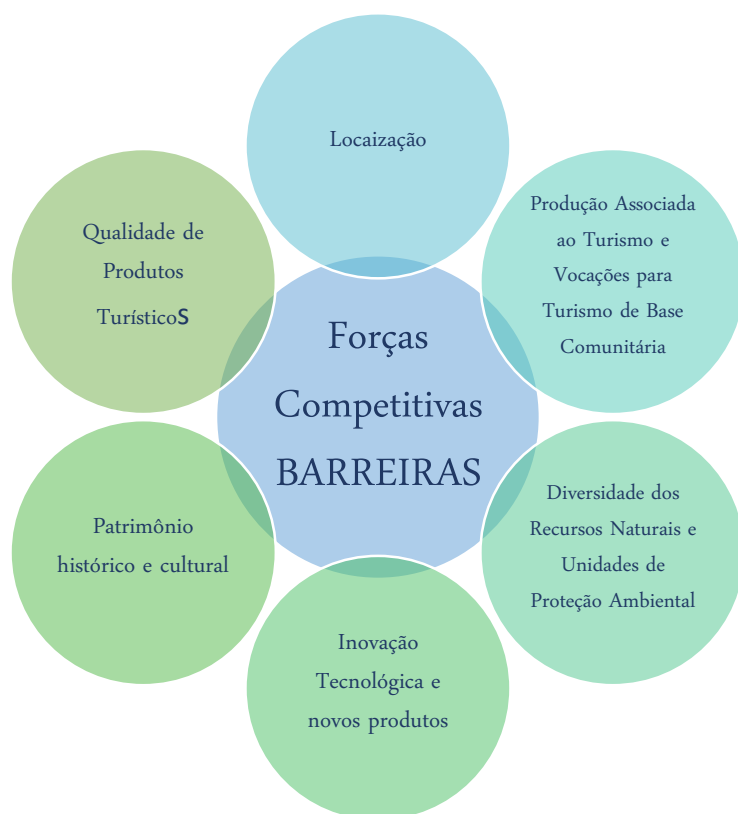 Locaização
Produção Associada
ao Turismo e
Vocações para
Turismo de Base
Comunitária
Diversidade dos
Recursos Naturais e
Unidades de
Proteção Ambiental
Inovação
Tecnológica e
novos produtos
Patrimônio
histórico e cultural
Qualidade de
Produtos
Turísticos
Forças
Competitivas
BARREIRAS